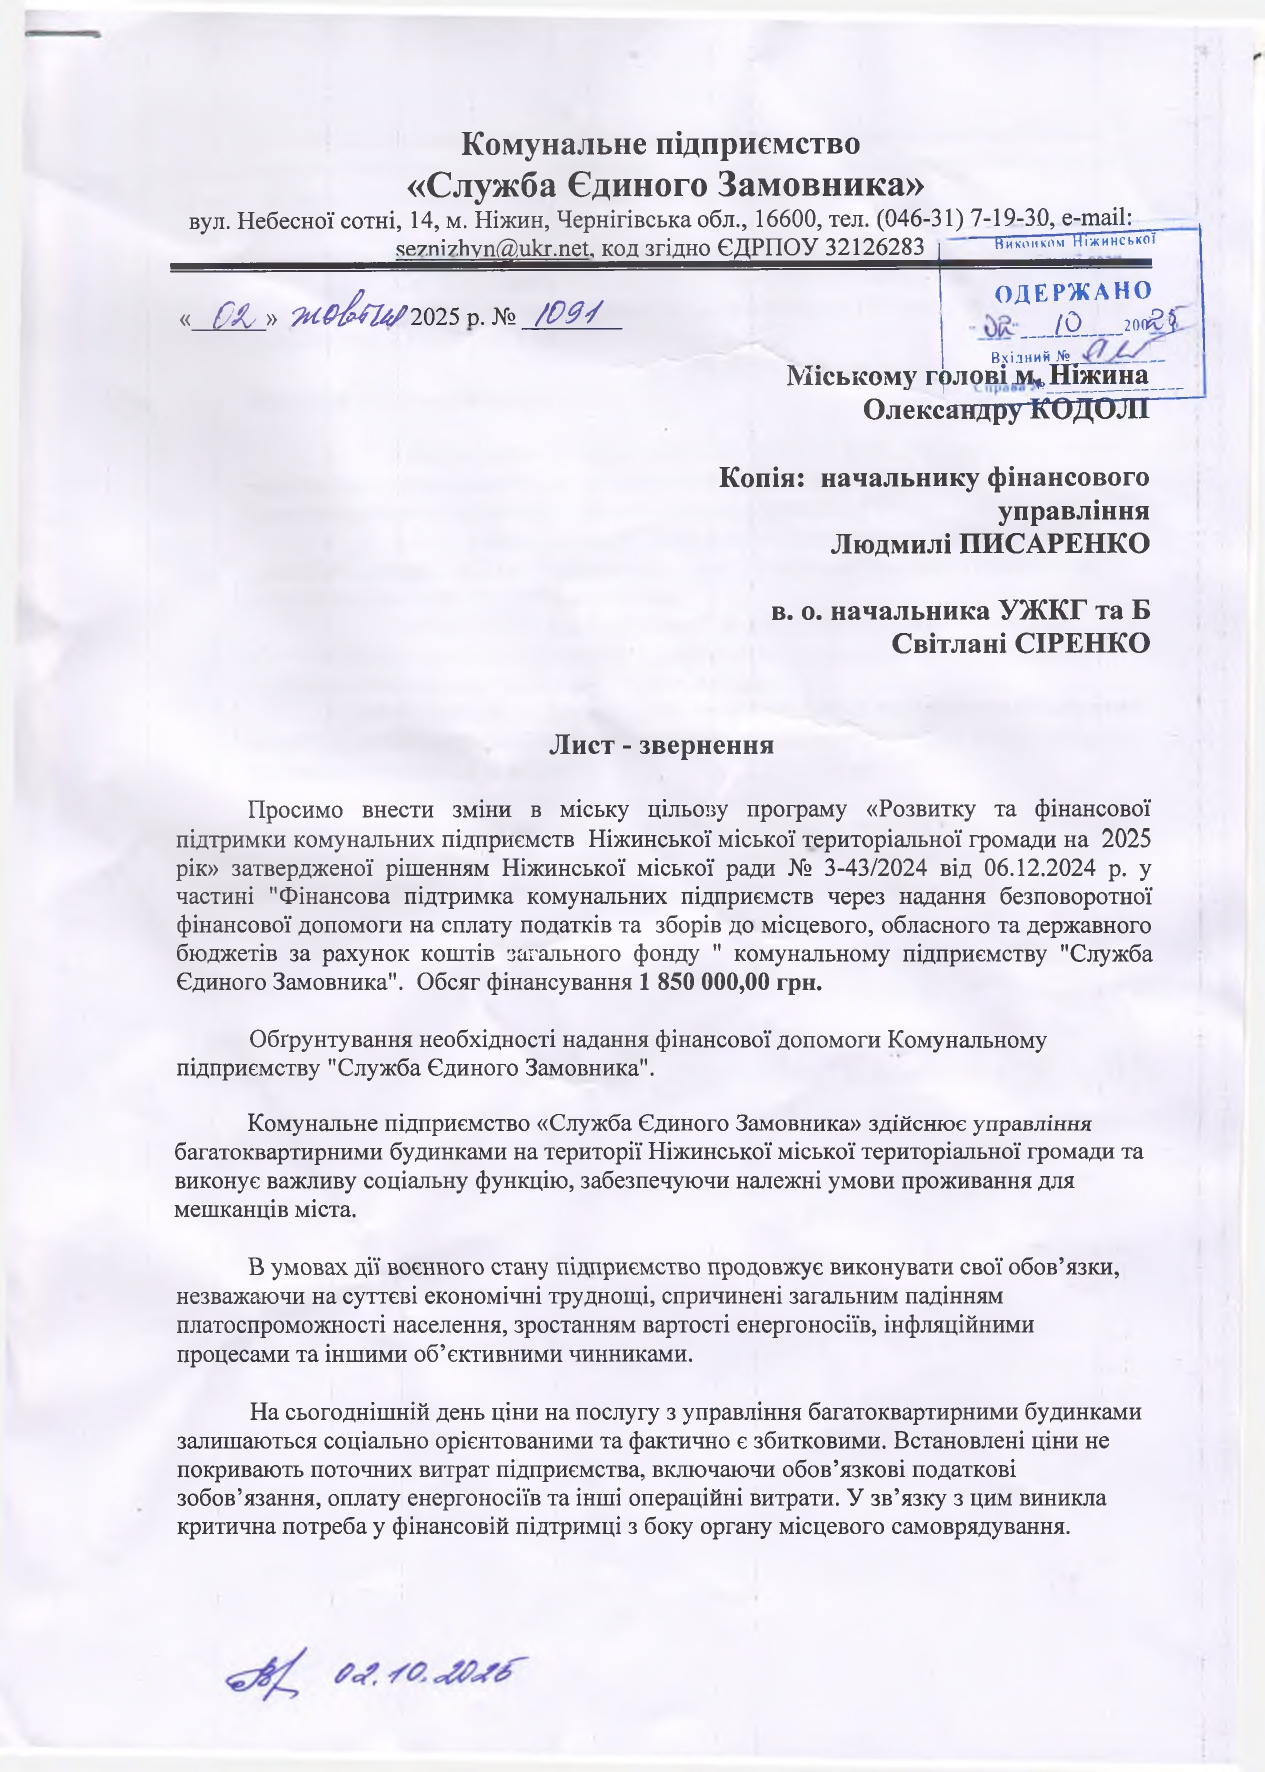 Комунальне підприємство
«Служба Єдиного Замовника»
вул. Небесної сотні, 14, м. Ніжин, Чернігівська обл., 16600, тел. (046-31) 7-19-30, e-mail:
seznizhyn@ukr.net, код згідно ЄДРПОУ 32126283
Виконком Ніжинської
ОДЕРЖАНО
"02" 10 20025
Вхідний №
Справа №
«02» жовтня 2025 р. № 1091
Міському голові м. Ніжина
Олександру КОДОЛІ
Копія: начальнику фінансового
управління
Людмилі ПИСАРЕНКО
в. о. начальника УЖКГ та Б
Світлані СІРЕНКО
Лист - звернення
Просимо внести зміни в міську цільову програму «Розвитку та фінансової
підтримки комунальних підприємств Ніжинської міської територіальної громади на 2025
рік» затвердженої рішенням Ніжинської міської ради № 3-43/2024 від 06.12.2024 р. у
частині "Фінансова підтримка комунальних підприємств через надання безповоротної
фінансової допомоги на сплату податків та зборів до місцевого, обласного та державного
бюджетів за рахунок коштів загального фонду " комунальному підприємству "Служба
Єдиного Замовника". Обсяг фінансування 1 850 000,00 грн.
Обґрунтування необхідності надання фінансової допомоги Комунальному
підприємству "Служба Єдиного Замовника".
Комунальне підприємство «Служба Єдиного Замовника» здійснює управління
багатоквартирними будинками на території Ніжинської міської територіальної громади та
виконує важливу соціальну функцію, забезпечуючи належні умови проживання для
мешканців міста.
В умовах дії воєнного стану підприємство продовжує виконувати свої обов’язки,
незважаючи на суттєві економічні труднощі, спричинені загальним падінням
платоспроможності населення, зростанням вартості енергоносіїв, інфляційними
процесами та іншими об’єктивними чинниками.
На сьогоднішній день ціни на послугу з управління багатоквартирними будинками
залишаються соціально орієнтованими та фактично є збитковими. Встановлені ціни не
покривають поточних витрат підприємства, включаючи обов’язкові податкові
зобов’язання, оплату енергоносіїв та інші операційні витрати. У зв’язку з цим виникла
критична потреба у фінансовій підтримці з боку органу місцевого самоврядування.
02.10.2025